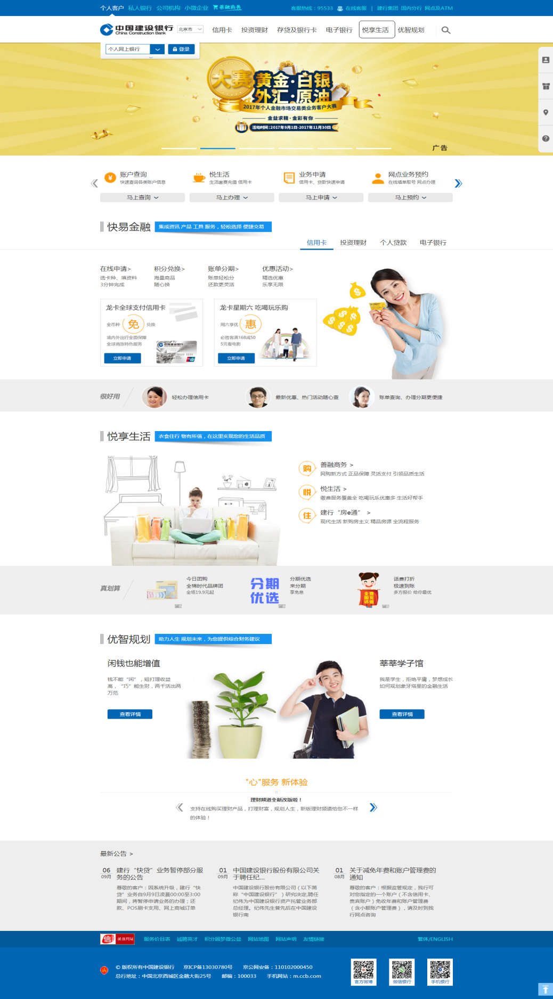 个人客户 私人银行 公司机构 小微企业 善融商务
客服热线：95533 在线客服 | 建行集团 国内分行 网点及ATM
中国建设银行
China Construction Bank
北京市
信用卡 投资理财 存贷及银行卡 电子银行 悦享生活 优智规划
个人网上银行 登录
大赛 黄金·白银
外汇·原油
2017年个人金融市场交易类业务客户大赛
金益求精·金彩有你
活动时间：2017年9月1日-2017年11月30日
广告
账户查询
快速查询各类账户信息
马上查询
悦生活
生活缴费充值 信用卡
马上办理
业务申请
信用卡、贷款快速申请
马上申请
网点业务预约
在线填单取号 网点办理
马上预约
快易金融 集成资讯 产品 工具 服务，轻松选择 便捷交易
信用卡 投资理财 个人贷款 电子银行
在线申请>
选卡种、填资料
3分钟完成
积分兑换>
海量商品
随心换
账单分期>
账单轻松分
还款更灵活
优惠活动>
精选优惠
乐享无限
龙卡全球支付信用卡
全币种 免 兑换
境内外出行全面保障
全球商旅特色服务
立即申请
中国建设银行
龙卡星期六 吃喝玩乐购
周六享优 惠
必胜客满168减50
5元看电影
立即申请
很好用
轻松办理信用卡
最新优惠、热门活动随心查
账单查询、办理分期更便捷
悦享生活 衣食住行 物有所值，在这里实现您的生活品质
购 善融商务 >
网购新方式 正品保障 灵活支付 引领品质生活
悦 悦生活 >
缴费服务覆盖全 吃喝玩乐优惠多 生活好帮手
住 建行“房e通” >
现代生活 新购房主义 精品房源 全流程服务
真划算
今日团购
全棉时代品牌团
全场19.9元起
分期
优选
分期优选
来分期
享免息
全国话费充值
话费打折
极速到账
多方报价 给你最优
优智规划 助力人生 规划未来，为您提供综合财务建议
闲钱也能增值
钱不能“闲”，短打理收益
高，“巧”能生财，两千活出两
万范
查看详情
莘莘学子馆
我是学生，拒绝平庸，梦想成长
如何规划象牙塔里的金融生活
查看详情
"心"服务 新体验
理财频道全新改版啦！
支持在线购买理财产品，打理财富，规划人生，新版理财频道给您不一样
的体验！
最新公告 >
06
09月
建行“快贷”业务暂停部分服
务的公告
尊敬的客户：因系统升级，建行“快
贷”业务自9月9日凌晨00:00至3:00
期间，将暂停申请业务的办理；还
款、POS刷卡支用、网上商城订单
01
09月
中国建设银行股份有限公司关
于聘任纪...
中国建设银行股份有限公司（以下简
称“中国建设银行”）研究决定,聘任
纪伟为中国建设银行资产托管业务部
总经理。纪伟先生曾先后在中国建设
银行南
01
08月
关于减免年费和账户管理费的
通知
尊敬的客户：根据监管规定，我行可
对您指定的一个账户（不含信用卡、
贵宾账户）免收年费和账户管理费
（含小额账户管理费），请及时到我
行网点咨询
信 诚信网站 服务价目表 诚聘英才 积分圆梦微公益 网站地图 网站声明 友情链接 繁体/ENGLISH
© 版权所有中国建设银行 京ICP备13030780号 京公网安备：110102000450
总行地址：中国北京西城区金融大街25号 邮编：100033 手机网站：m.ccb.com
官方微博 微信银行 手机银行